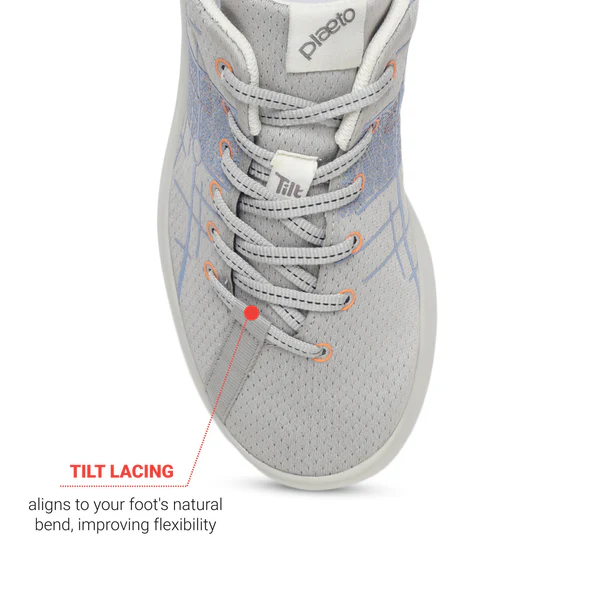 plaeto
Tilt
TILT LACING
aligns to your foot's natural
bend, improving flexibility